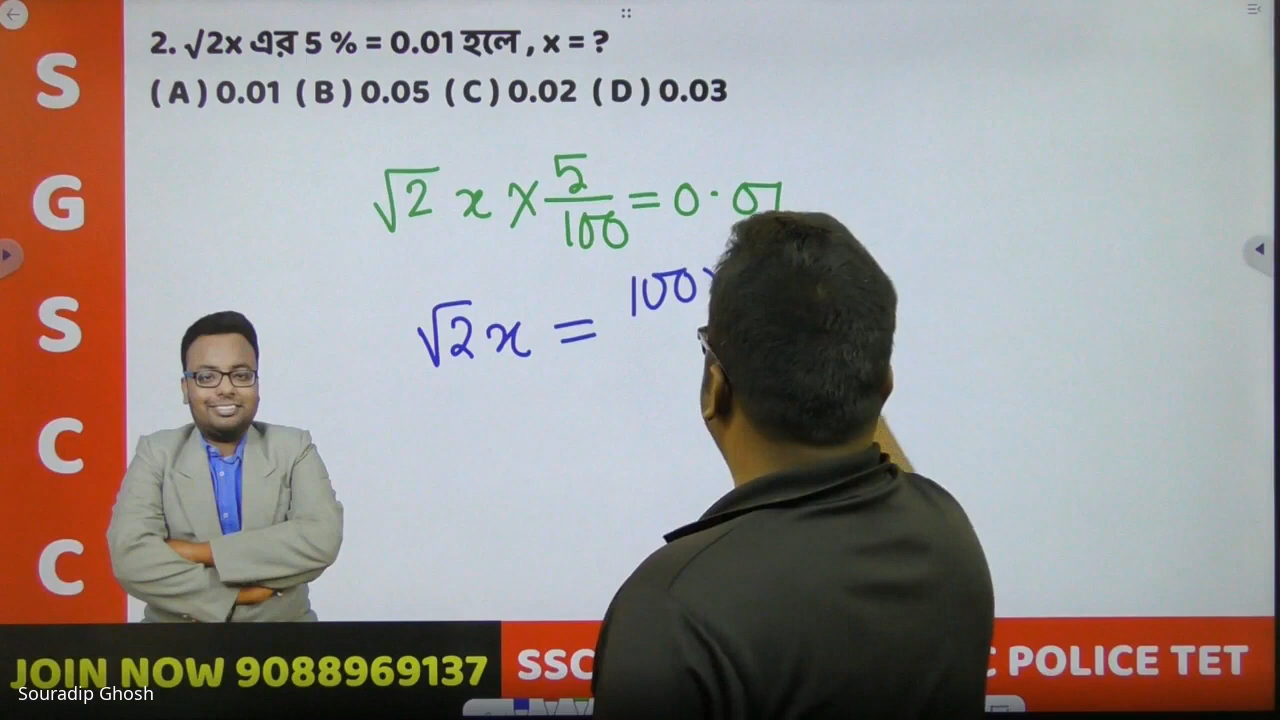 S
G
S
C
C
2. √2x এর 5 % = 0.01 হলে , x = ?
( A ) 0.01 ( B ) 0.05 ( C ) 0.02 ( D ) 0.03
√2 x × 5/100 = 0.01
√2x = 100
JOIN NOW 9088969137
SSC
POLICE TET
Souradip Ghosh